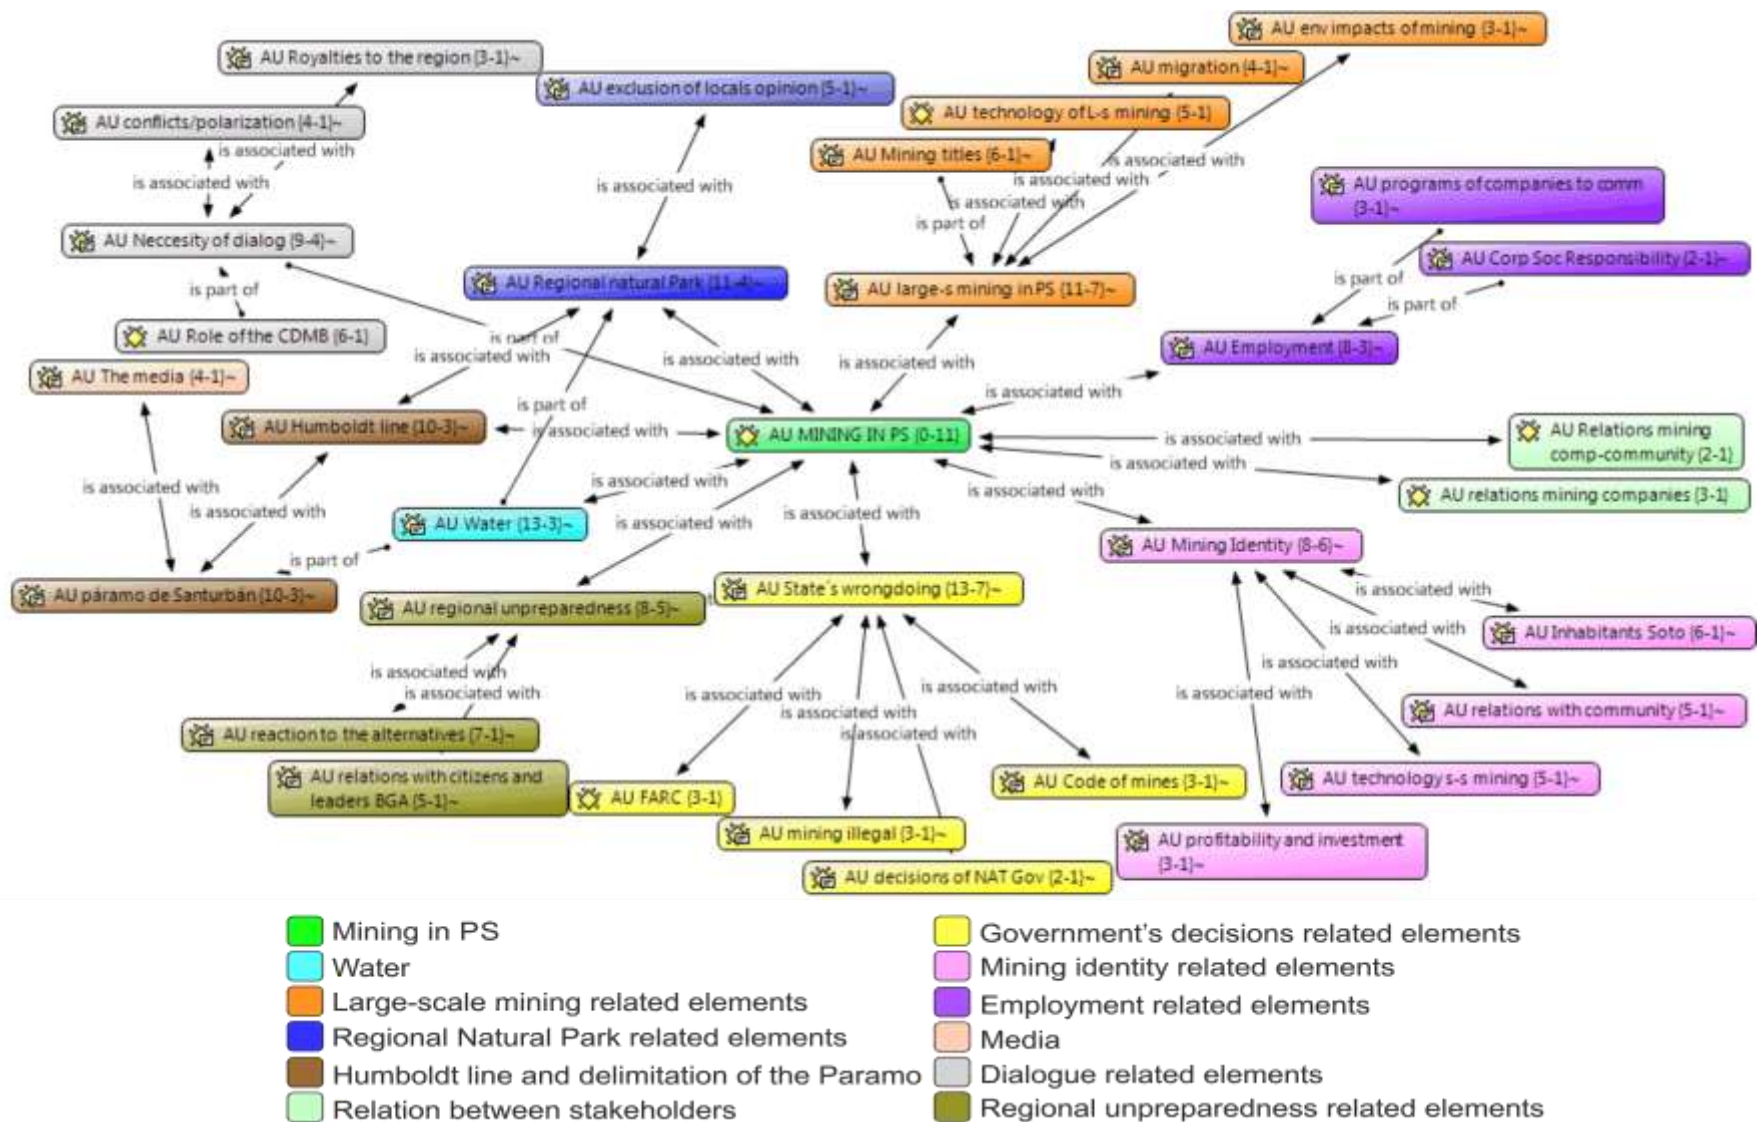 AU env impacts of mining {3-1}~
AU Royalties to the region {3-1}~
AU migration {4-1}~
AU exclusion of locals opinion {5-1}~
AU technology of L-s mining {5-1}
AU conflicts/polarization {4-1}~
is associated with
AU Mining titles {6-1}~
is associated with
is associated with
is associated with
is associated with
AU programs of companies to comm
{3-1}~
is associated with
is part of
AU Neccesity of dialog {9-4}~
AU Corp Soc Responsibility {2-1}~
AU Regional natural Park {11-4}~
AU large-s mining in PS {11-7}~
is part of
is part of
is part of
AU Role of the CDMB {6-1}
is part of
is associated with
is associated with
is associated with
AU Employment {8-3}~
AU The media {4-1}~
is associated with
is part of
AU Humboldt line {10-3}~
is associated with
AU MINING IN PS {0-11}
is associated with
AU Relations mining
comp-community {2-1}
is associated with
is associated with
is associated with
is associated with
AU relations mining companies {3-1}
is associated with
AU Water {13-3}~
is associated with
is associated with
AU Mining Identity {8-6}~
is part of
AU páramo de Santurbán {10-3}~
AU regional unpreparedness {8-5}~
AU State´s wrongdoing {13-7}~
is associated with
is associated with
AU Inhabitants Soto {6-1}~
is associated with
is associated with
is associated with
is associated with
is associated with
is associated with
is associated with
is associated with
AU relations with community {5-1}~
AU reaction to the alternatives {7-1}~
AU relations with citizens and
leaders BGA {5-1}~
AU FARC {3-1}
AU Code of mines {3-1}~
AU technology s-s mining {5-1}~
AU mining illegal {3-1}~
AU profitability and investment
{3-1}~
AU decisions of NAT Gov {2-1}~
Mining in PS
Water
Large-scale mining related elements
Regional Natural Park related elements
Humboldt line and delimitation of the Paramo
Relation between stakeholders
Government's decisions related elements
Mining identity related elements
Employment related elements
Media
Dialogue related elements
Regional unpreparedness related elements